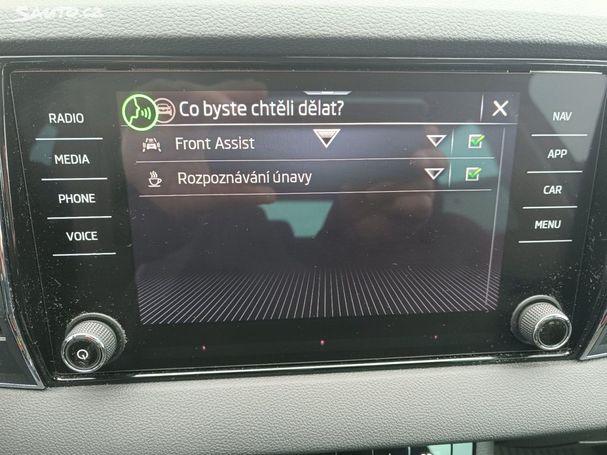 Sauto.cz
RADIO
MEDIA
PHONE
VOICE
Co byste chtěli dělat?
Front Assist
Rozpoznávání únavy
NAV
APP
CAR
MENU